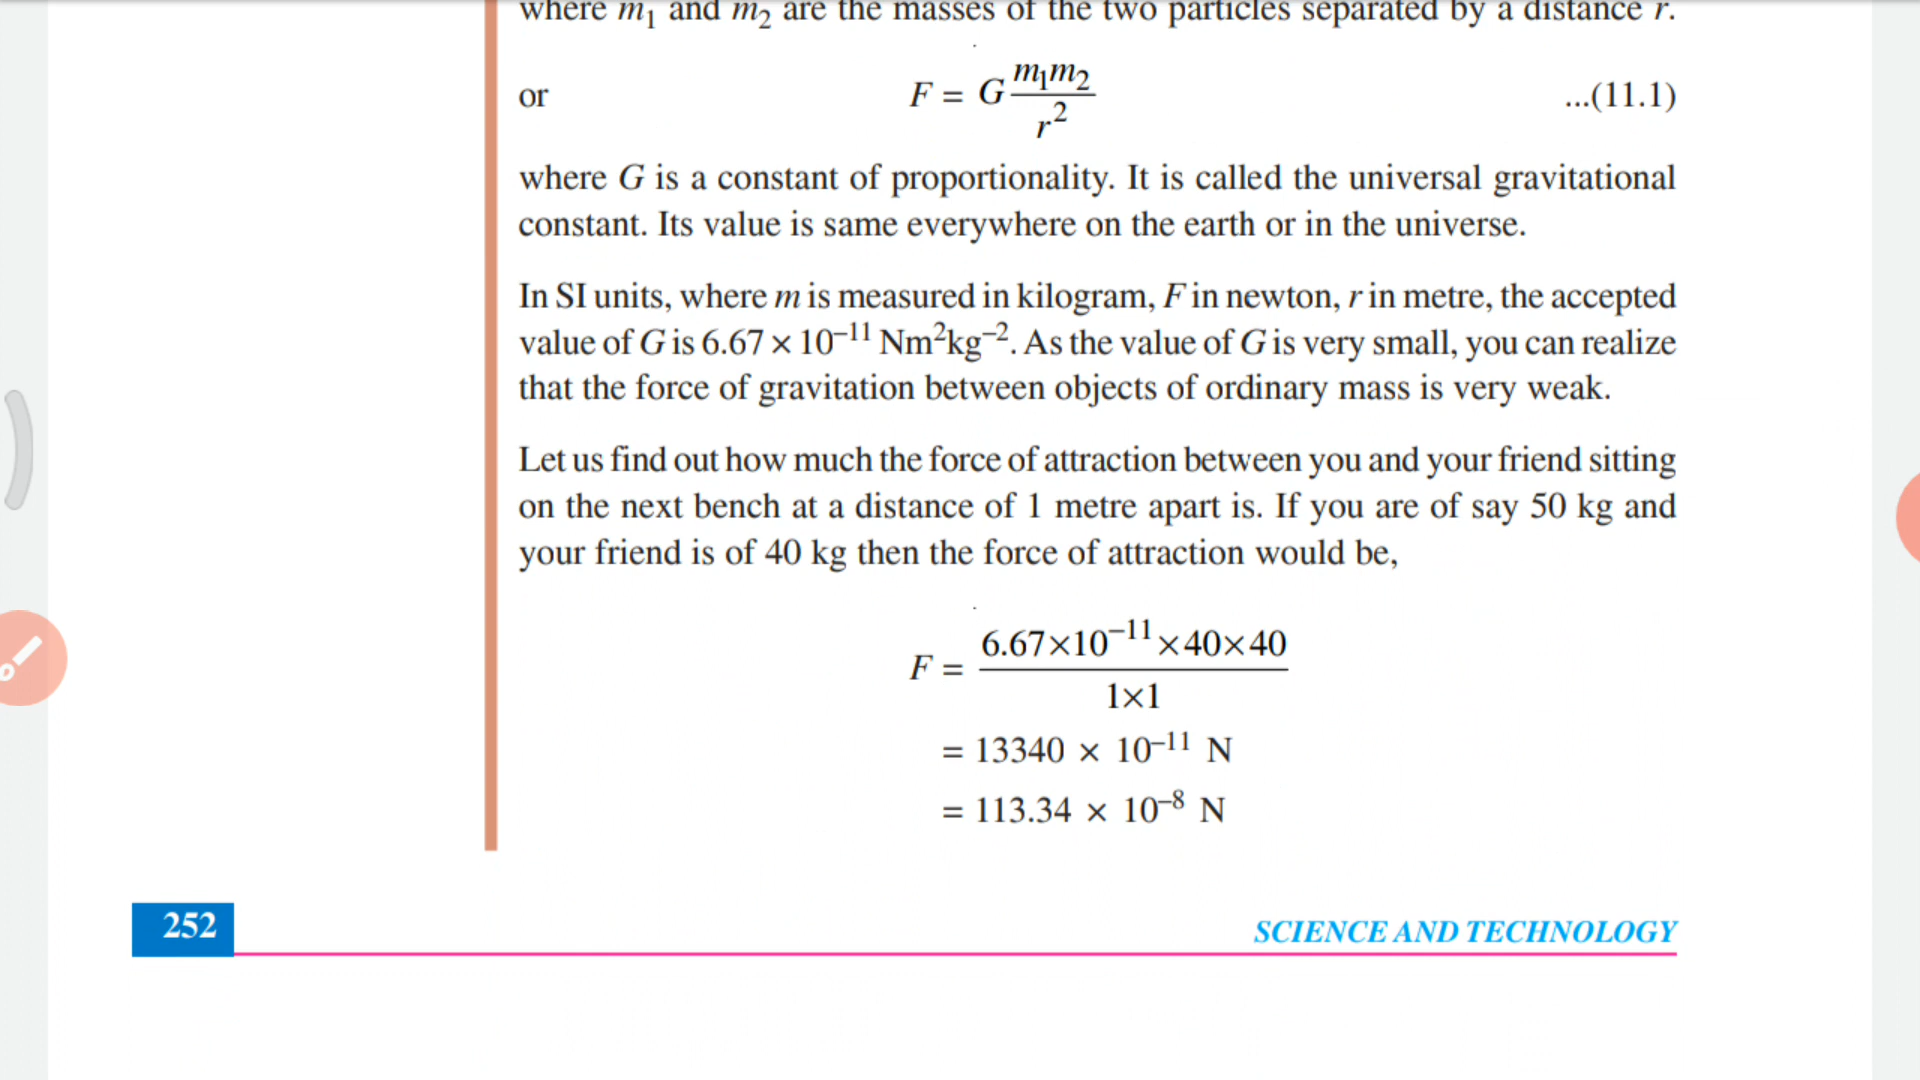 where m₁ and m₂ are the masses of the two particles separated by a distance r.
or F = G m₁m₂ / r² ...(11.1)
where G is a constant of proportionality. It is called the universal gravitational
constant. Its value is same everywhere on the earth or in the universe.
In SI units, where m is measured in kilogram, F in newton, r in metre, the accepted
value of G is 6.67 × 10⁻¹¹ Nm²kg⁻². As the value of G is very small, you can realize
that the force of gravitation between objects of ordinary mass is very weak.
Let us find out how much the force of attraction between you and your friend sitting
on the next bench at a distance of 1 metre apart is. If you are of say 50 kg and
your friend is of 40 kg then the force of attraction would be,
F = 6.67×10⁻¹¹×40×40 / 1×1
= 13340 × 10⁻¹¹ N
= 113.34 × 10⁻⁸ N
252
SCIENCE AND TECHNOLOGY